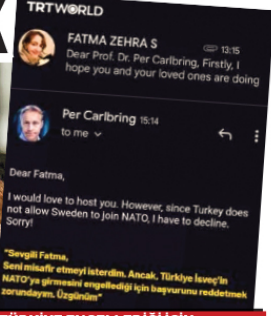 TRTWORLD
FATMA ZEHRA S 13:15
Dear Prof. Dr. Per Carlbring, Firstly, I
hope you and your loved ones are doing
Per Carlbring 15:14
to me
Dear Fatma,
I would love to host you. However, since Turkey does
not allow Sweden to join NATO, I have to decline.
Sorry!
"Sevgili Fatma,
Seni misafir etmeyi isterdim. Ancak, Türkiye İsveç'in
NATO'ya girmesini engellediği için başvurunu reddetmek
zorundayım. Üzgünüm"